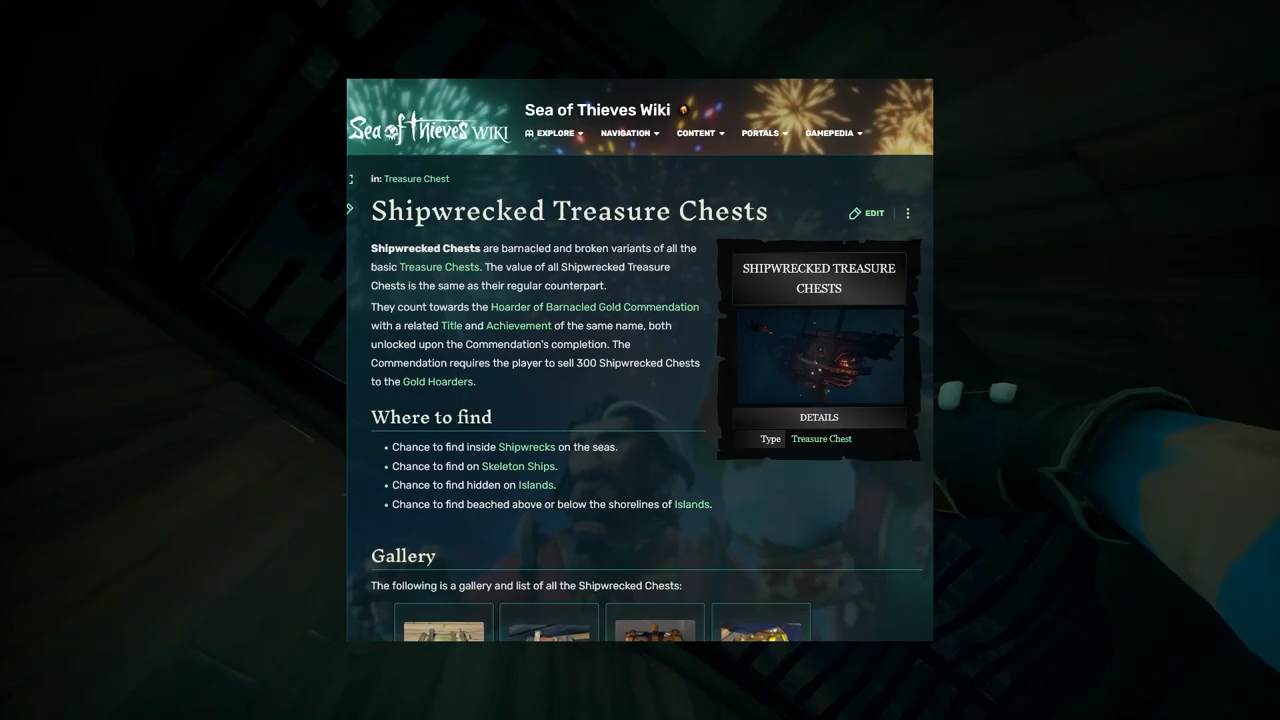 Sea of Thieves WIKI
Sea of Thieves Wiki
EXPLORE NAVIGATION CONTENT PORTALS GAMEPEDIA
in: Treasure Chest
Shipwrecked Treasure Chests
EDIT
Shipwrecked Chests are barnacled and broken variants of all the
basic Treasure Chests. The value of all Shipwrecked Treasure
Chests is the same as their regular counterpart.
They count towards the Hoarder of Barnacled Gold Commendation
with a related Title and Achievement of the same name, both
unlocked upon the Commendation's completion. The
Commendation requires the player to sell 300 Shipwrecked Chests
to the Gold Hoarders.
SHIPWRECKED TREASURE
CHESTS
DETAILS
Type Treasure Chest
Where to find
• Chance to find inside Shipwrecks on the seas.
• Chance to find on Skeleton Ships.
• Chance to find hidden on Islands.
• Chance to find beached above or below the shorelines of Islands.
Gallery
The following is a gallery and list of all the Shipwrecked Chests: